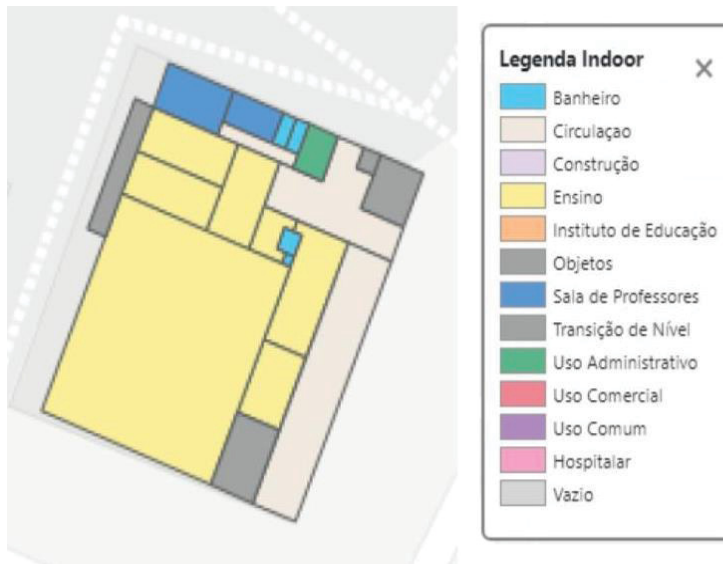 Legenda Indoor ×
Banheiro
Circulaçao
Construção
Ensino
Instituto de Educação
Objetos
Sala de Professores
Transição de Nível
Uso Administrativo
Uso Comercial
Uso Comum
Hospitalar
Vazio